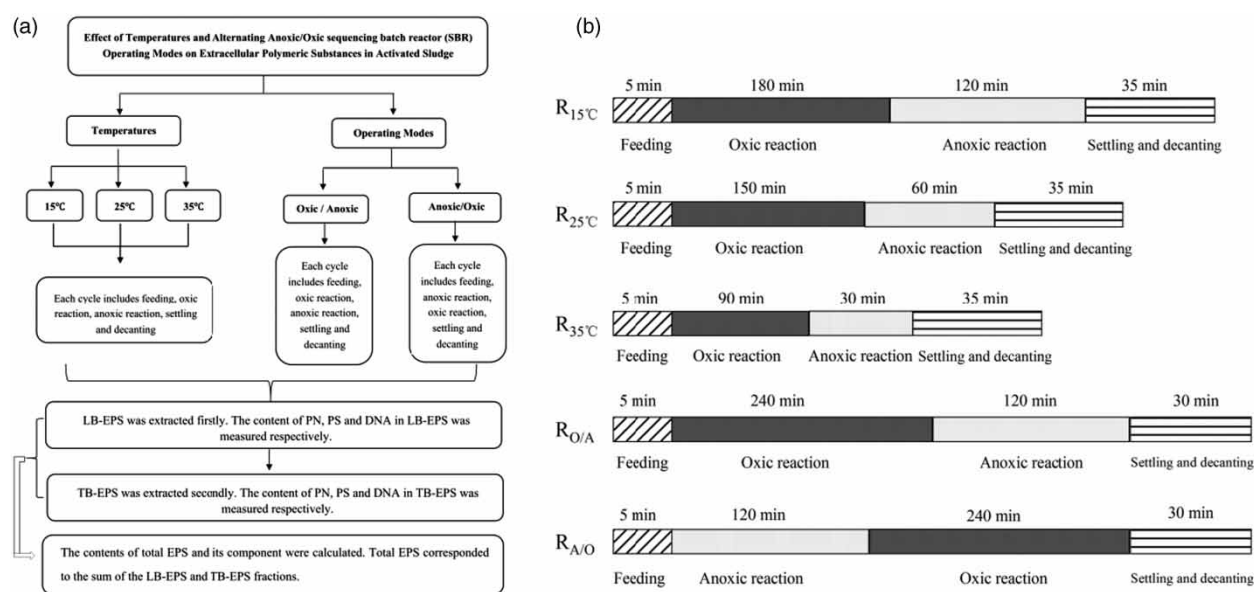 (a)
Effect of Temperatures and Alternating Anoxic/Oxic sequencing batch reactor (SBR)
Operating Modes on Extracellular Polymeric Substances in Activated Sludge
Temperatures
Operating Modes
15℃
25℃
35℃
Oxic / Anoxic
Anoxic/Oxic
Each cycle includes feeding, oxic
reaction, anoxic reaction, settling
and decanting
Each cycle
includes feeding,
oxic reaction,
anoxic reaction,
settling and
decanting
Each cycle
includes feeding,
anoxic reaction,
oxic reaction,
settling and
decanting
LB-EPS was extracted firstly. The content of PN, PS and DNA in LB-EPS was
measured respectively.
TB-EPS was extracted secondly. The content of PN, PS and DNA in TB-EPS was
measured respectively.
The contents of total EPS and its component were calculated. Total EPS corresponded
to the sum of the LB-EPS and TB-EPS fractions.
(b)
5 min 180 min 120 min 35 min
R15℃
Feeding Oxic reaction Anoxic reaction Settling and decanting
5 min 150 min 60 min 35 min
R25℃
Feeding Oxic reaction Anoxic reaction Settling and decanting
5 min 90 min 30 min 35 min
R35℃
Feeding Oxic reaction Anoxic reaction Settling and decanting
5 min 240 min 120 min 30 min
RO/A
Feeding Oxic reaction Anoxic reaction Settling and decanting
5 min 120 min 240 min 30 min
RA/O
Feeding Anoxic reaction Oxic reaction Settling and decanting